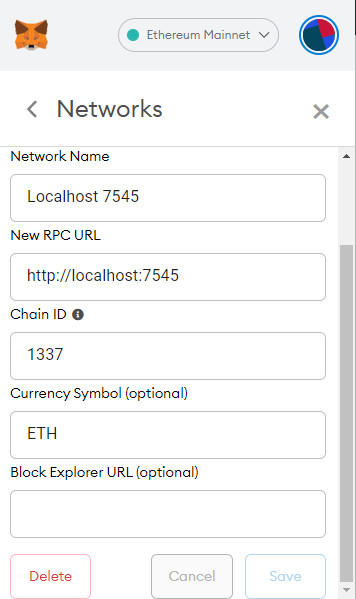 Ethereum Mainnet
Networks
Network Name
Localhost 7545
New RPC URL
http://localhost:7545
Chain ID
1337
Currency Symbol (optional)
ETH
Block Explorer URL (optional)
Delete
Cancel
Save